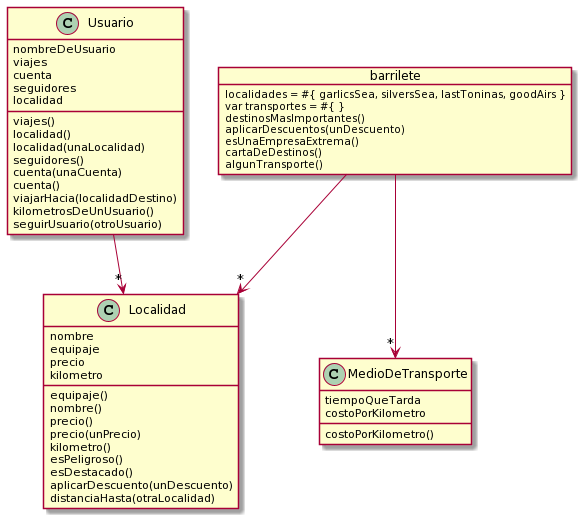 C Usuario
nombreDeUsuario
viajes
cuenta
seguidores
localidad
viajes()
localidad()
localidad(unaLocalidad)
seguidores()
cuenta(unaCuenta)
cuenta()
viajarHacia(localidadDestino)
kilometrosDeUnUsuario()
seguirUsuario(otroUsuario)
barrilete
localidades = #{ garlicsSea, silversSea, lastToninas, goodAirs }
var transportes = #{ }
destinosMasImportantes()
aplicarDescuentos(unDescuento)
esUnaEmpresaExtrema()
cartaDeDestinos()
algunTransporte()
*
*
*
C Localidad
nombre
equipaje
precio
kilometro
equipaje()
nombre()
precio()
precio(unPrecio)
kilometro()
esPeligroso()
esDestacado()
aplicarDescuento(unDescuento)
distanciaHasta(otraLocalidad)
C MedioDeTransporte
tiempoQueTarda
costoPorKilometro
costoPorKilometro()